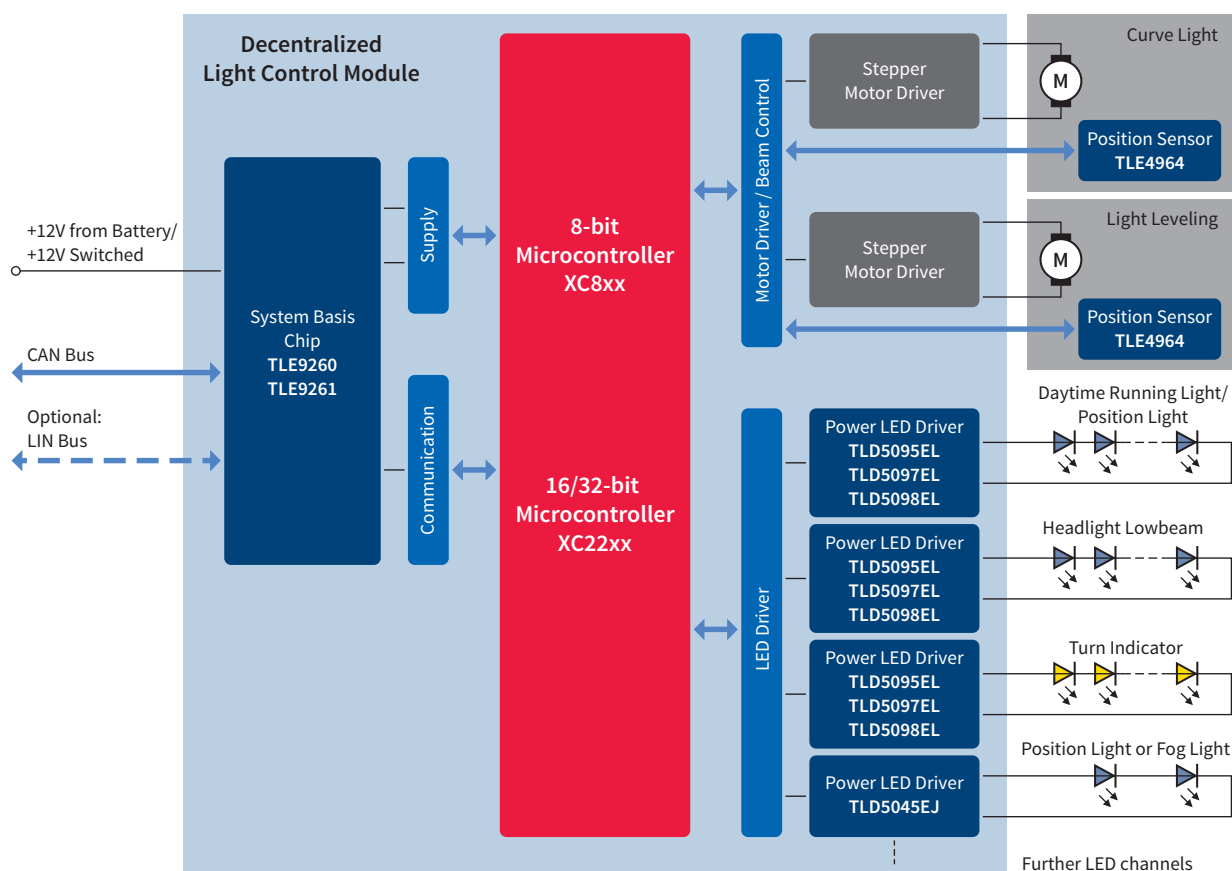 Decentralized
Light Control Module
+12V from Battery/
+12V Switched
CAN Bus
Optional:
LIN Bus
System Basis
Chip
TLE9260
TLE9261
Supply
Communication
8-bit
Microcontroller
XC8xx
16/32-bit
Microcontroller
XC22xx
Motor Driver / Beam Control
LED Driver
Stepper
Motor Driver
Curve Light
M
Position Sensor
TLE4964
Stepper
Motor Driver
Light Leveling
M
Position Sensor
TLE4964
Power LED Driver
TLD5095EL
TLD5097EL
TLD5098EL
Daytime Running Light/
Position Light
Power LED Driver
TLD5095EL
TLD5097EL
TLD5098EL
Headlight Lowbeam
Power LED Driver
TLD5095EL
TLD5097EL
TLD5098EL
Turn Indicator
Power LED Driver
TLD5045EJ
Position Light or Fog Light
Further LED channels